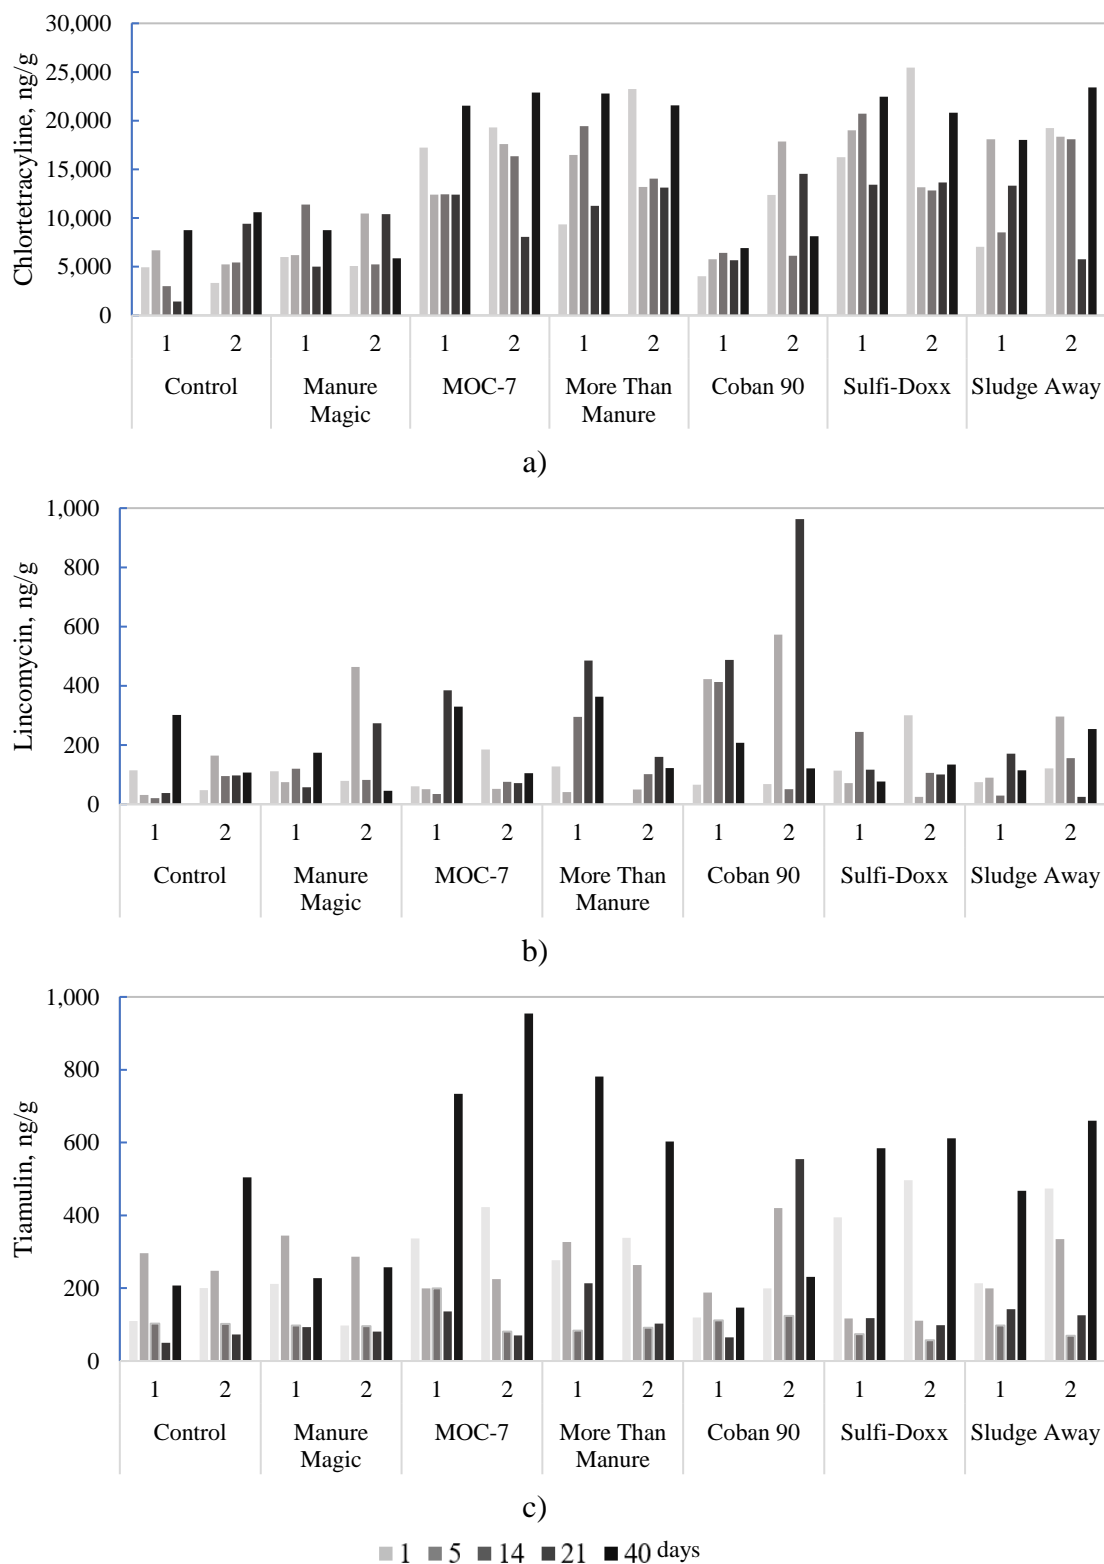 30,000
25,000
20,000
15,000
10,000
5,000
0
Chlortetracyline, ng/g
1 2 1 2 1 2 1 2 1 2 1 2 1 2
Control Manure MOC-7 More Than Coban 90 Sulfi-Doxx Sludge Away
Magic Manure
a)
1,000
800
600
400
200
0
Lincomycin, ng/g
1 2 1 2 1 2 1 2 1 2 1 2 1 2
Control Manure MOC-7 More Than Coban 90 Sulfi-Doxx Sludge Away
Magic Manure
b)
1,000
800
600
400
200
0
Tiamulin, ng/g
1 2 1 2 1 2 1 2 1 2 1 2 1 2
Control Manure MOC-7 More Than Coban 90 Sulfi-Doxx Sludge Away
Magic Manure
c)
1 5 14 21 40 days